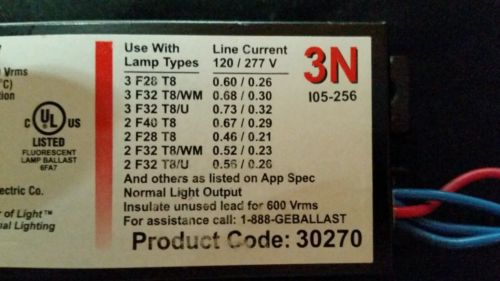 Use With Line Current
Lamp Types 120 / 277 V
3N
I05-256
3 F28 T8 0.60 / 0.26
3 F32 T8/WM 0.68 / 0.30
3 F32 T8/U 0.73 / 0.32
2 F40 T8 0.67 / 0.29
2 F28 T8 0.46 / 0.21
2 F32 T8/WM 0.52 / 0.23
2 F32 T8/U 0.56 / 0.26
And others as listed on App Spec
Normal Light Output
Insulate unused lead for 600 Vrms
For assistance call: 1-888-GEBALLAST
Product Code: 30270
Vrms
°C)
tion
C UL US
®
LISTED
FLUORESCENT
LAMP BALLAST
6FA7
lectric Co.
r of Light™
nal Lighting